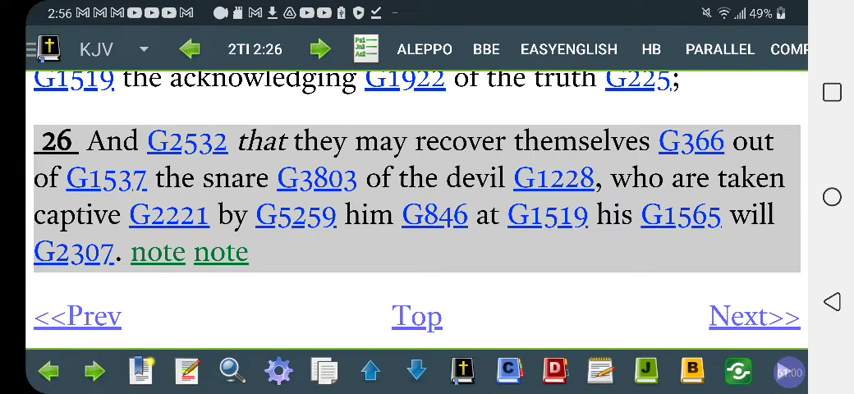 2:56 49%
KJV 2TI 2:26 ALEPPO BBE EASYENGLISH HB PARALLEL COMP
G1519 the acknowledging G1922 of the truth G225;
26 And G2532 that they may recover themselves G366 out
of G1537 the snare G3803 of the devil G1228, who are taken
captive G2221 by G5259 him G846 at G1519 his G1565 will
G2307. note note
<<Prev Top Next>>
C D J B